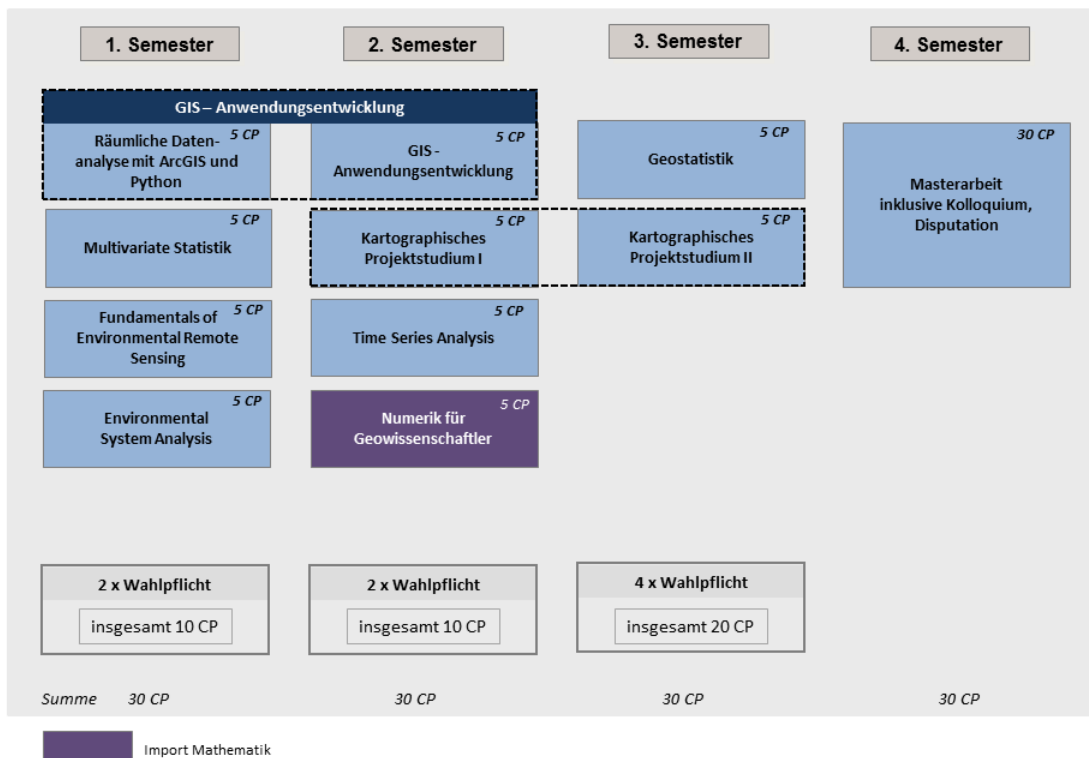 1. Semester
2. Semester
3. Semester
4. Semester
GIS – Anwendungsentwicklung
5 CP
Räumliche Daten-
analyse mit ArcGIS und
Python
5 CP
GIS -
Anwendungsentwicklung
5 CP
Geostatistik
30 CP
Masterarbeit
inklusive Kolloquium,
Disputation
5 CP
Multivariate Statistik
5 CP
Kartographisches
Projektstudium I
5 CP
Kartographisches
Projektstudium II
5 CP
Fundamentals of
Environmental Remote
Sensing
5 CP
Time Series Analysis
5 CP
Environmental
System Analysis
5 CP
Numerik für
Geowissenschaftler
2 x Wahlpflicht
insgesamt 10 CP
2 x Wahlpflicht
insgesamt 10 CP
4 x Wahlpflicht
insgesamt 20 CP
Summe 30 CP 30 CP 30 CP 30 CP
Import Mathematik